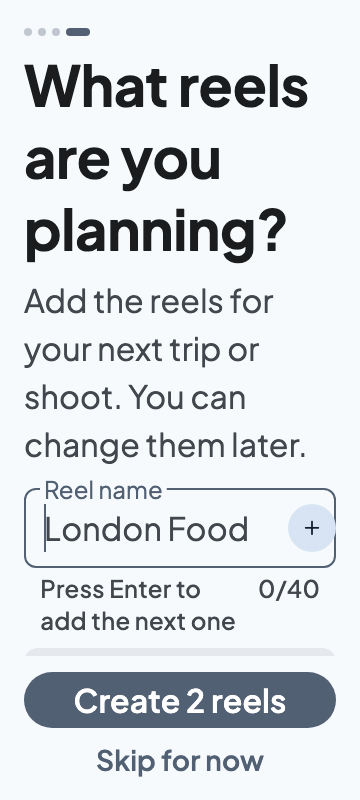 What reels
are you
planning?
Add the reels for
your next trip or
shoot. You can
change them later.
Reel name
London Food
+
Press Enter to
add the next one
0/40
Create 2 reels
Skip for now